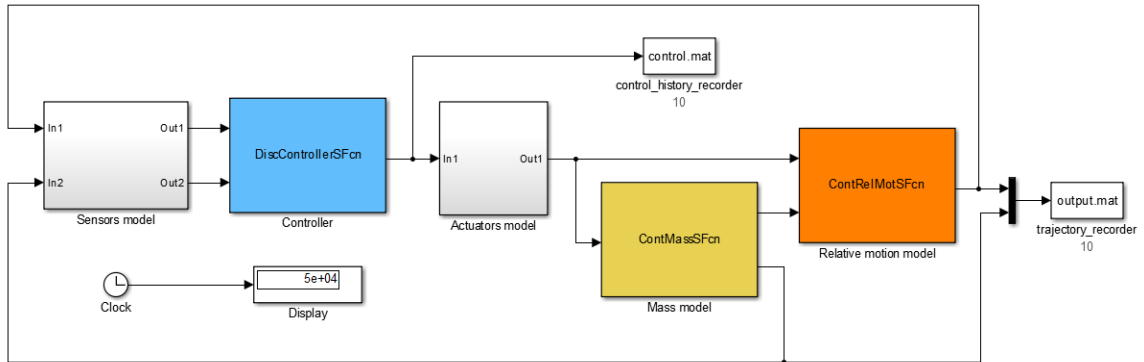 control.mat
control_history_recorder
10
In1
Out1
In2
Out2
Sensors model
DiscControllerSFcn
Controller
In1
Out1
Actuators model
ContMassSFcn
Mass model
ContRelMotSFcn
Relative motion model
output.mat
trajectory_recorder
10
Clock
5e+04
Display